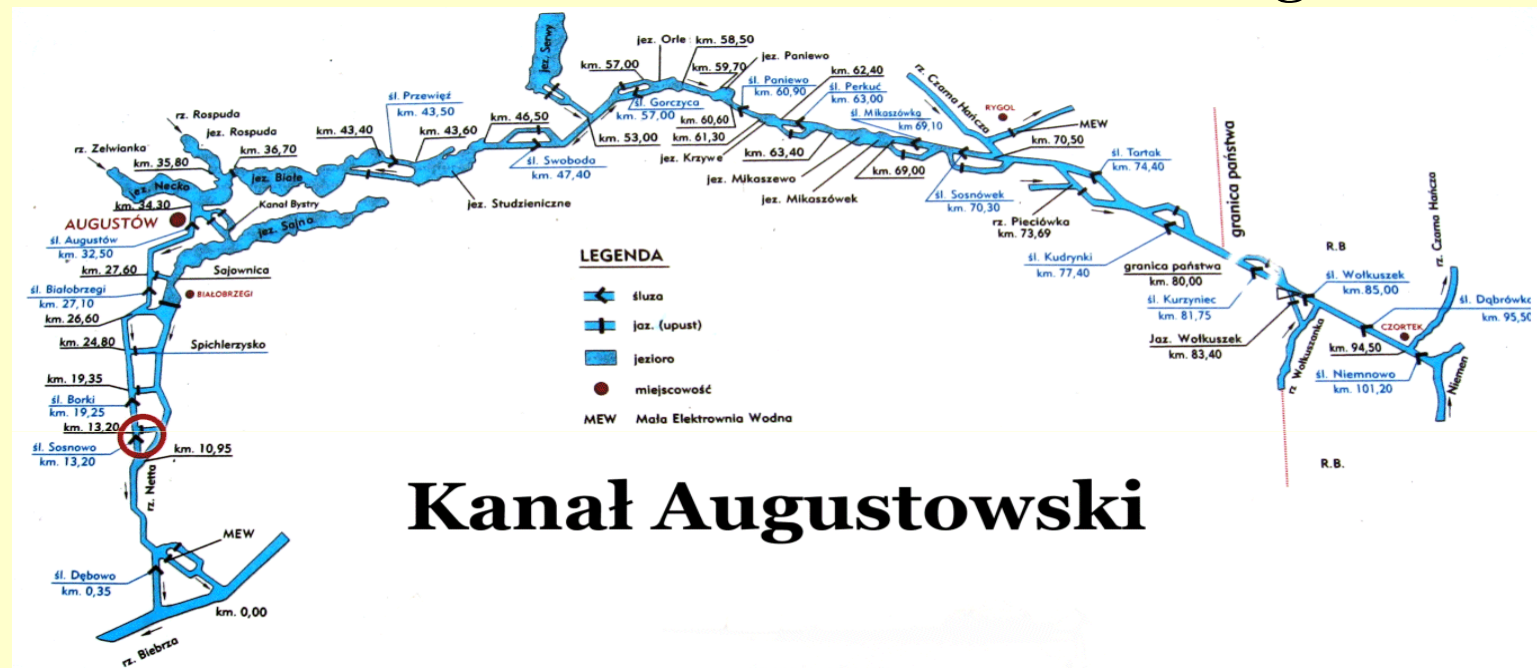 jez. Serwy
jez. Orle
km. 58,50
km. 57,00
km. 59,70
jez. Paniewo
śl. Paniewo
km. 60,90
km. 62,40
śl. Perkuć
km. 63,00
rz. Czarna Hańcza
RYGOL
MEW
śl. Przewięź
km. 43,50
śl. Gorczyca
km. 57,00
km. 60,60
km. 61,30
śl. Mikaszówka
km 69,10
km. 70,50
rz. Rospuda
jez. Rospuda
km. 43,40
km. 43,60
km. 46,50
km. 53,00
jez. Krzywe
km. 63,40
km. 69,00
śl. Tartak
km. 74,40
rz. Zelwianka
km. 35,80
km. 36,70
jez. Białe
śl. Swoboda
km. 47,40
jez. Mikaszewo
jez. Mikaszówek
śl. Sosnówek
km. 70,30
jez. Necko
km. 34,30
Kanał Bystry
jez. Studzieniczne
rz. Pieciówka
km. 73,69
granica państwa
AUGUSTÓW
śl. Augustów
km. 32,50
jez. Sajno
śl. Kudrynki
km. 77,40
R.B
rz. Czarna Hańcza
km. 27,60
Sajownica
LEGENDA
granica państwa
km. 80,00
śl. Wołkuszek
km. 85,00
śl. Białobrzegi
km. 27,10
BIAŁOBRZEGI
śluza
śl. Kurzyniec
km. 81,75
śl. Dąbrówka
km. 95,50
km. 26,60
jaz. (upust)
Jaz. Wołkuszek
km. 83,40
CZORTEK
km. 24,80
Spichlerzysko
jezioro
rz Wołkuszanka
km. 94,50
km. 19,35
miejscowość
śl. Niemnowo
km. 101,20
Niemen
śl. Borki
km. 19,25
MEW Mała Elektrownia Wodna
km. 13,20
śl. Sosnowo
km. 13,20
km. 10,95
R.B.
rz. Netta
Kanał Augustowski
MEW
śl. Dębowo
km. 0,35
km. 0,00
rz. Biebrza